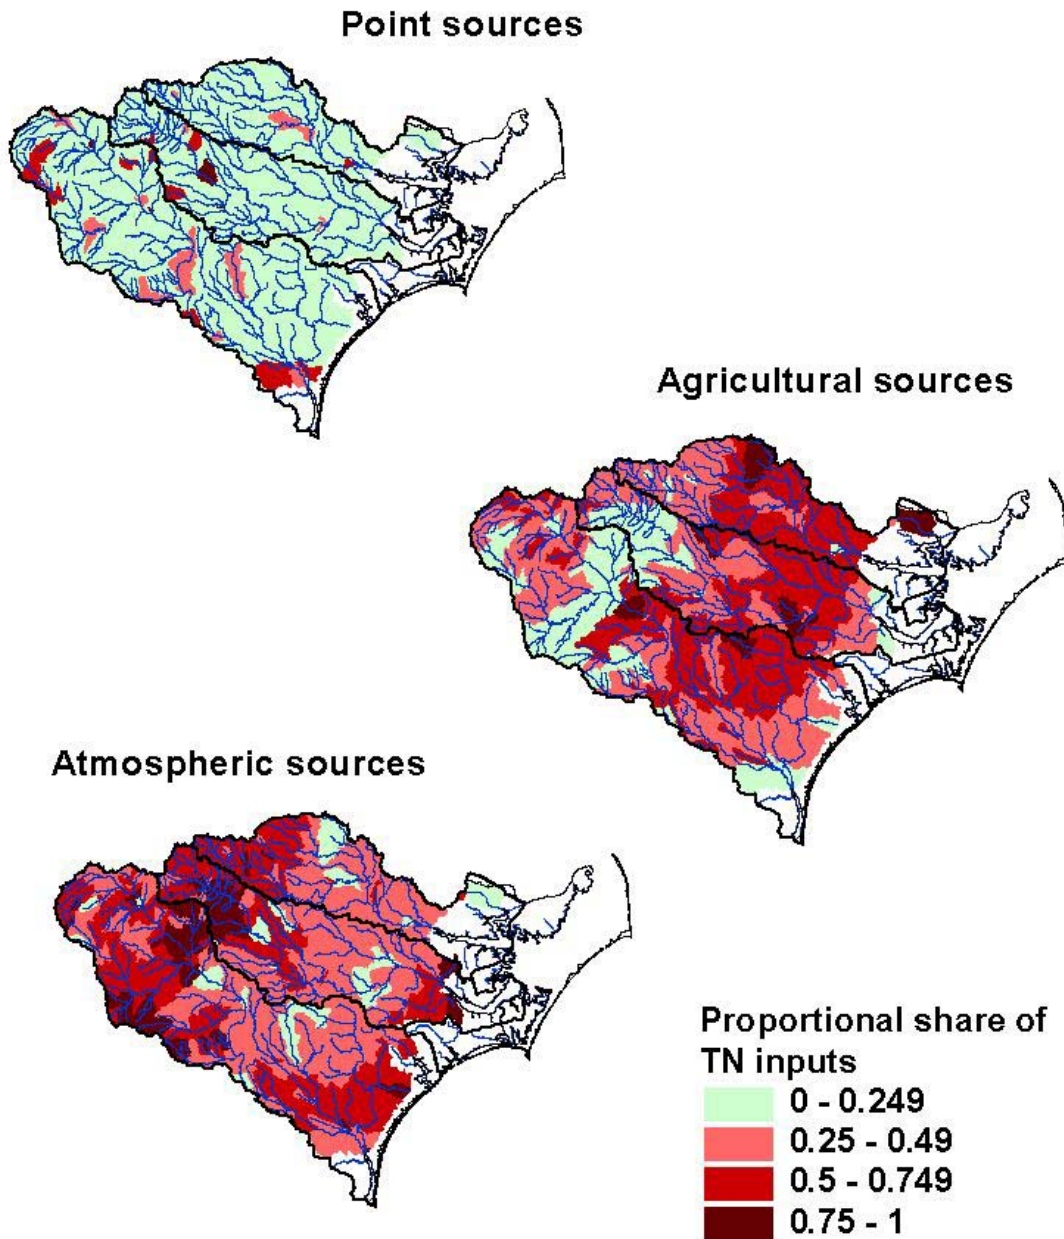 Point sources
Agricultural sources
Atmospheric sources
Proportional share of
TN inputs
0 - 0.249
0.25 - 0.49
0.5 - 0.749
0.75 - 1